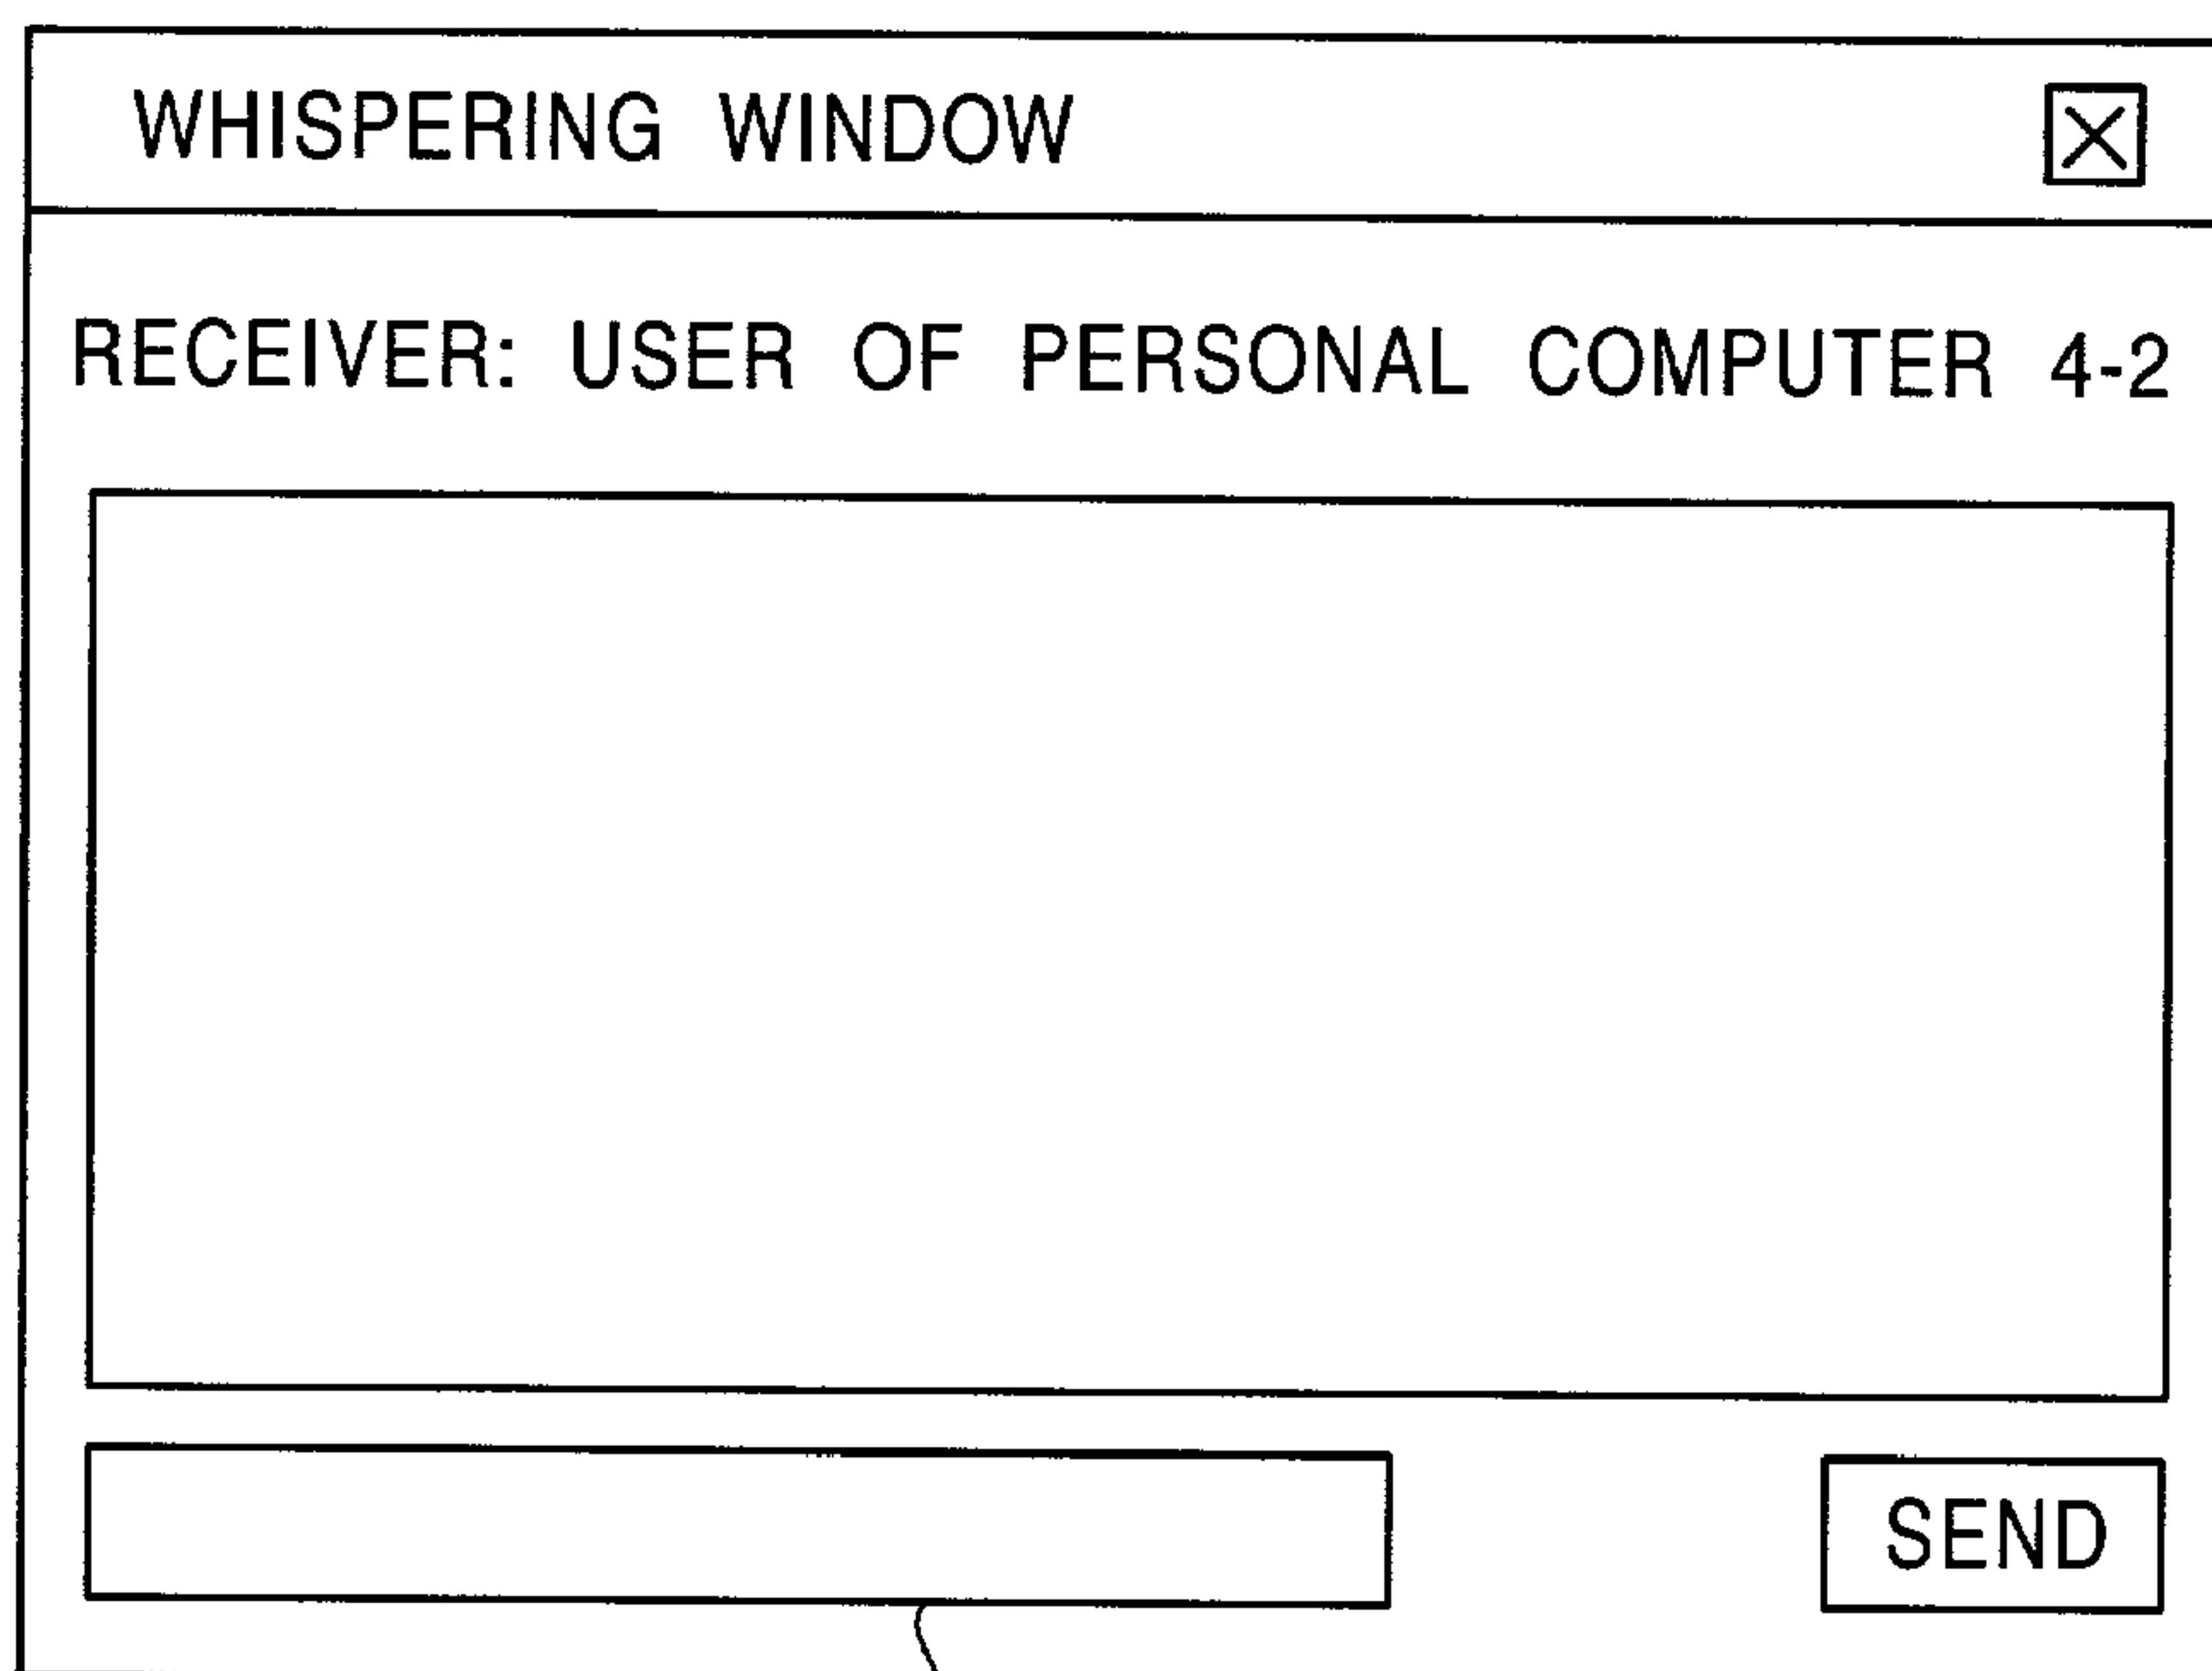 WHISPERING WINDOW
RECEIVER: USER OF PERSONAL COMPUTER 4-2
SEND